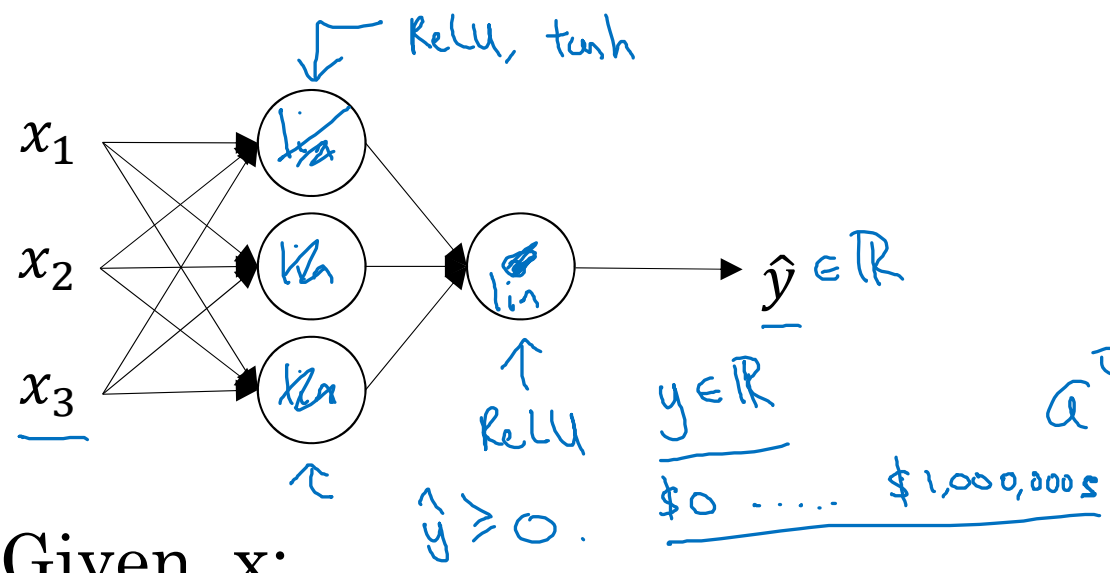 ReLU, tanh
x₁
x₂
x₃
lin
ŷ ∈ ℝ
ReLU
y ∈ ℝ
a
ŷ ≥ 0.
$0 ..... $1,000,000s
Given x: